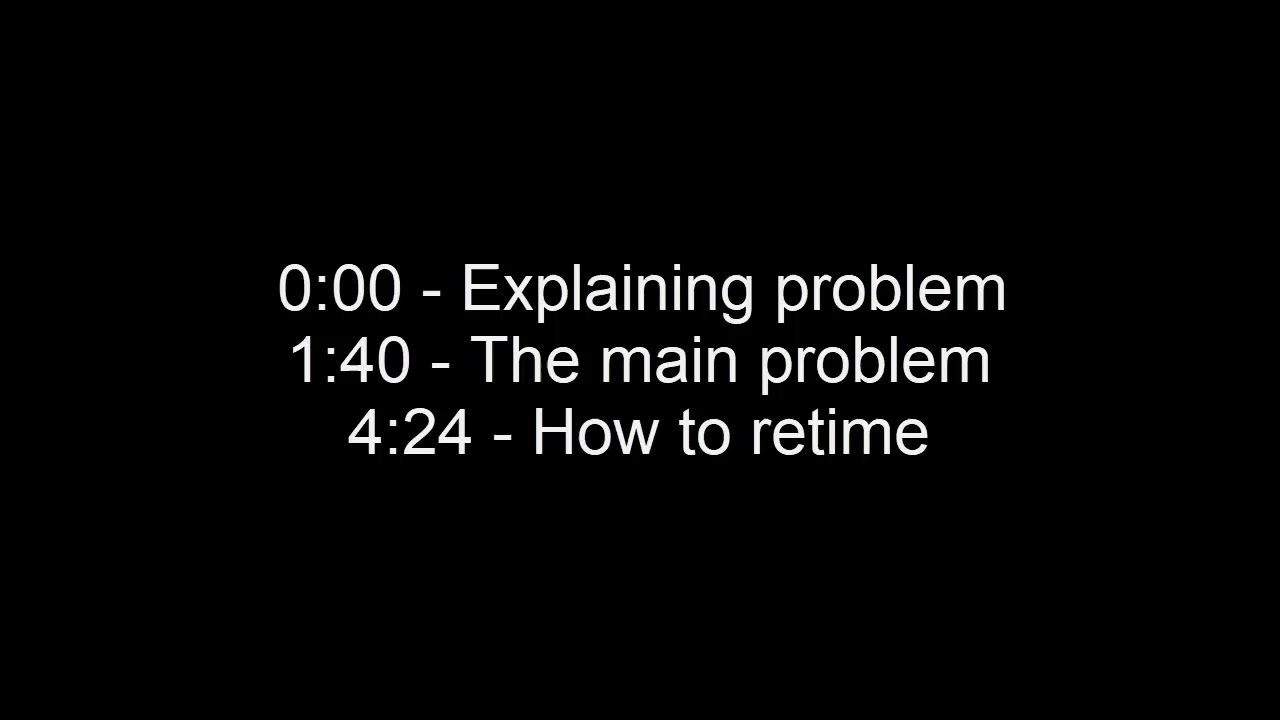 0:00 - Explaining problem
1:40 - The main problem
4:24 - How to retime